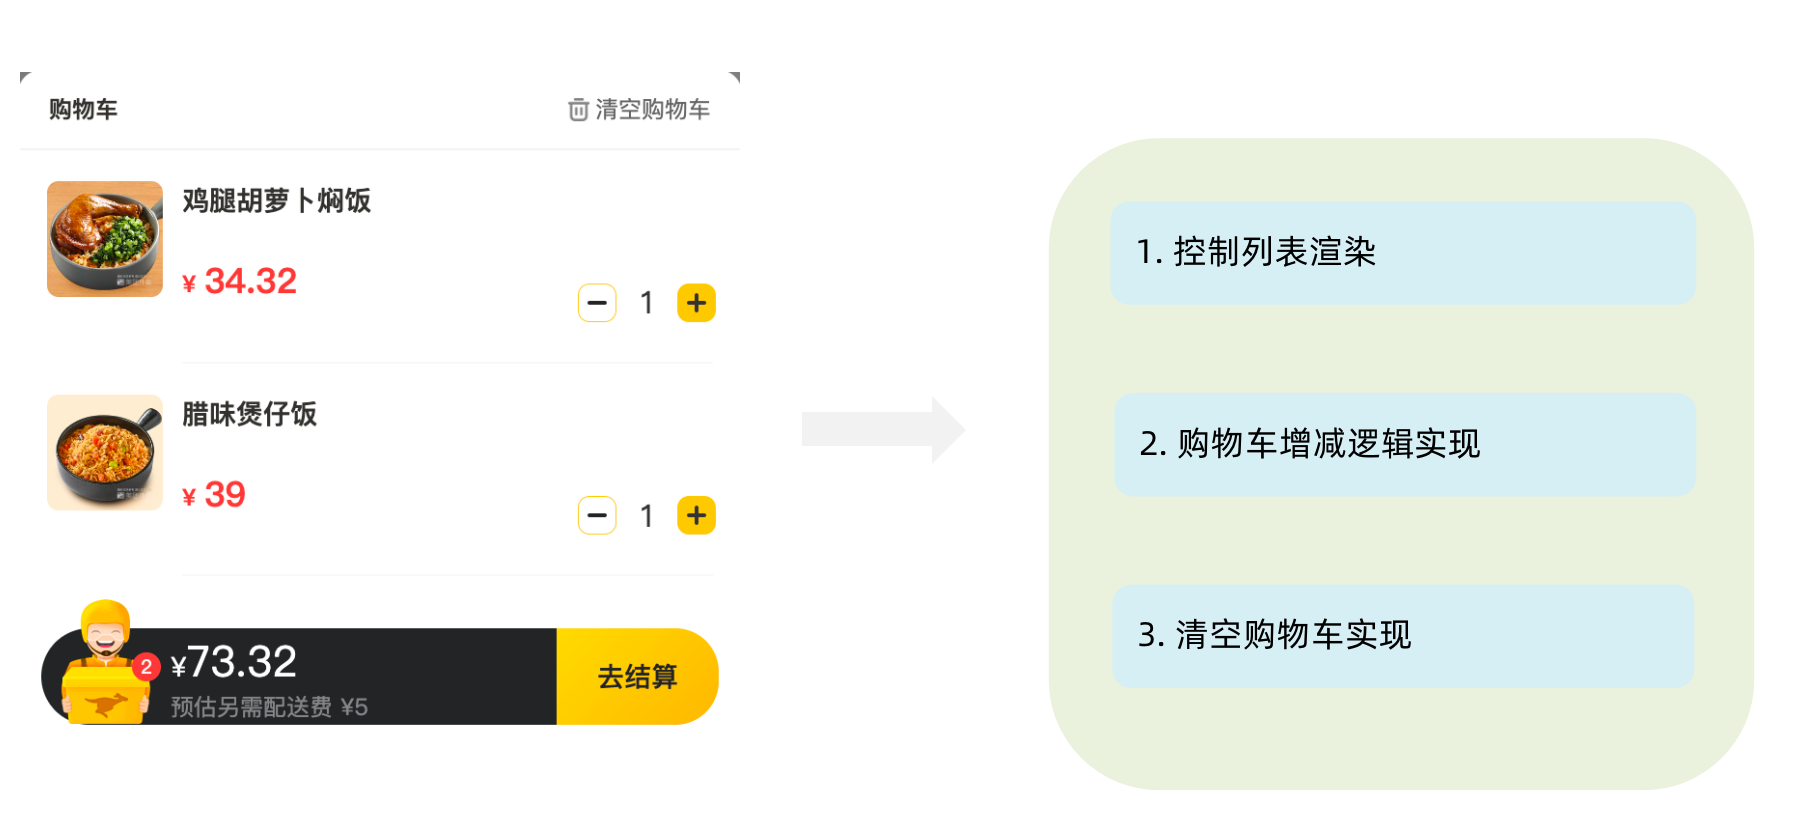 购物车
清空购物车
鸡腿胡萝卜焖饭
¥ 34.32
1
腊味煲仔饭
¥ 39
1
2
¥73.32
预估另需配送费 ¥5
去结算
1. 控制列表渲染
2. 购物车增减逻辑实现
3. 清空购物车实现